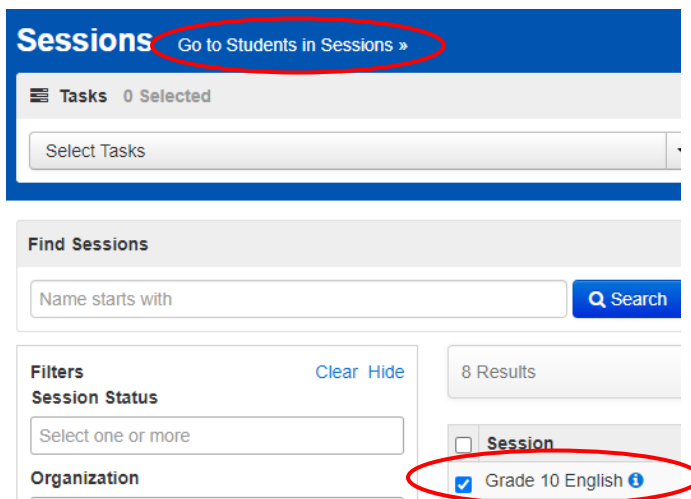 Sessions Go to Students in Sessions »
Tasks 0 Selected
Select Tasks
Find Sessions
Name starts with
Search
Filters Clear Hide
Session Status
Select one or more
Organization
8 Results
Session
Grade 10 English